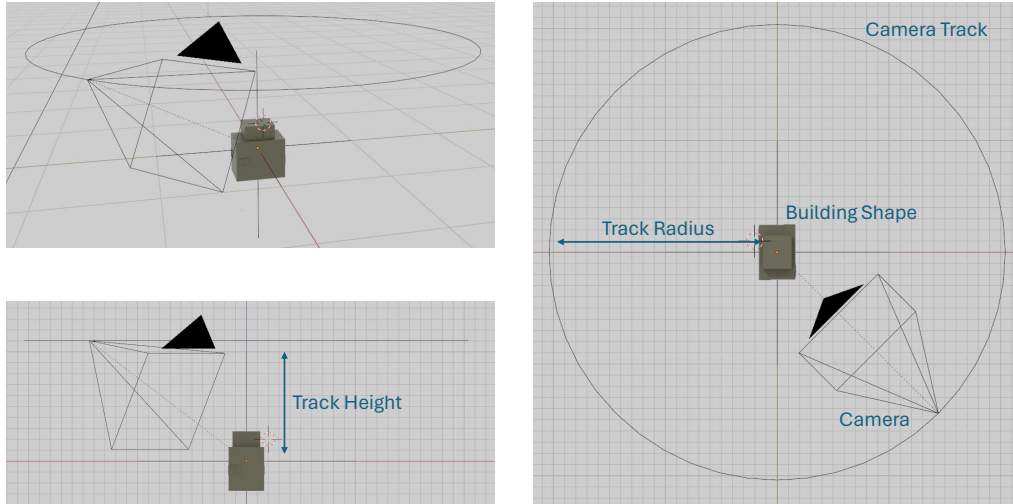 Camera Track
Building Shape
Track Radius
Track Height
Camera